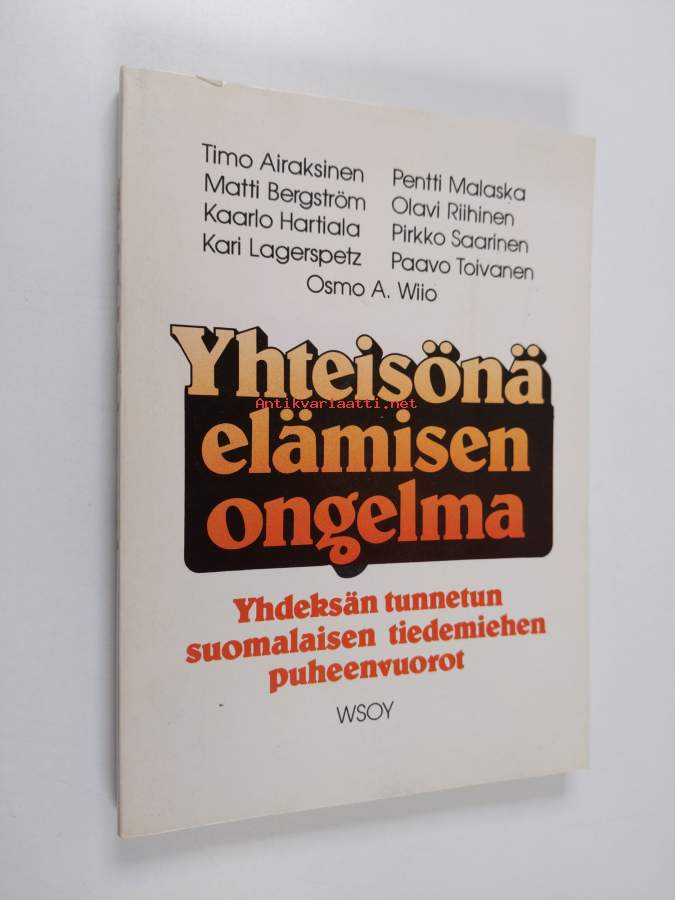 Timo Airaksinen
Matti Bergström
Kaarlo Hartiala
Kari Lagerspetz
Pentti Malaska
Olavi Riihinen
Pirkko Saarinen
Paavo Toivanen
Osmo A. Wiio
Yhteisönä
Antikvariaatti.net
elämisen
ongelma
Yhdeksän tunnetun
suomalaisen tiedemiehen
puheenvuorot
WSOY